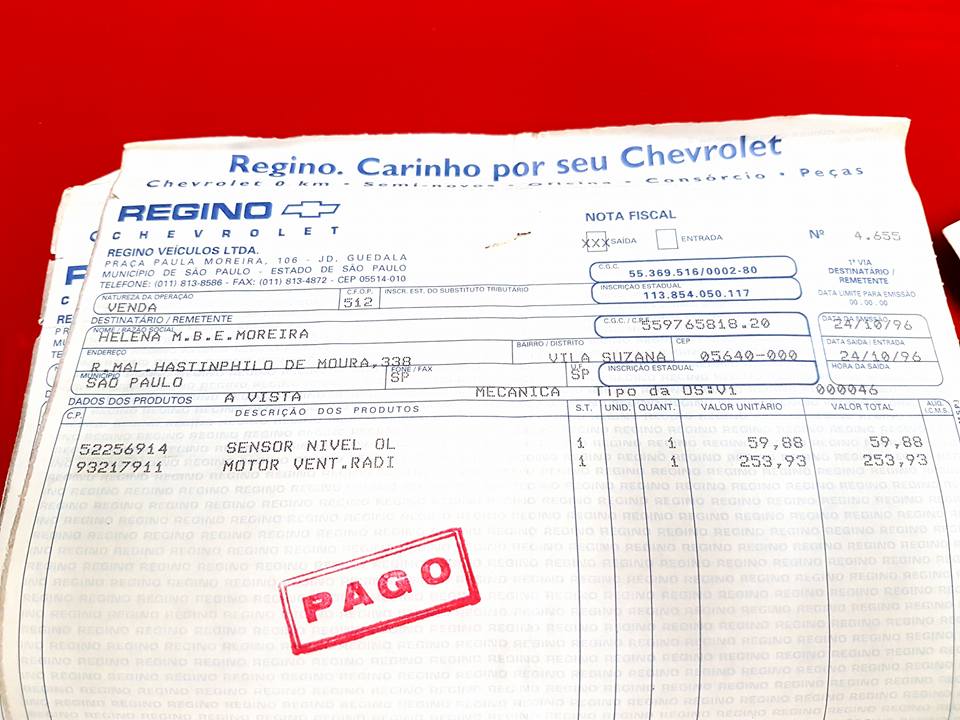 Regino. Carinho por seu Chevrolet
Chevrolet 0 km • Semi-novos • Oficina • Consórcio • Peças
REGINO
CHEVROLET
NOTA FISCAL
XXX SAÍDA ENTRADA Nº 4.655
REGINO VEÍCULOS LTDA.
PRAÇA PAULA MOREIRA, 106 - JD. GUEDALA
MUNICÍPIO DE SÃO PAULO - ESTADO DE SÃO PAULO
TELEFONE: (011) 813-8586 - FAX: (011) 813-4872 - CEP 05514-010
C.G.C. 55.369.516/0002-80
1ª VIA
DESTINATÁRIO /
REMETENTE
NATUREZA DA OPERAÇÃO C.F.O.P. INSCR. EST. DO SUBSTITUTO TRIBUTÁRIO INSCRIÇÃO ESTADUAL
VENDA 512 113.854.050.117
DATA LIMITE PARA EMISSÃO
00.00.00
DESTINATÁRIO / REMETENTE
NOME / RAZÃO SOCIAL C.G.C. / C.P.F. DATA DA EMISSÃO
HELENA M.B.E.MOREIRA 559765818.20 24/10/96
ENDEREÇO BAIRRO / DISTRITO CEP DATA SAÍDA / ENTRADA
R.MAL.HASTINPHILO DE MOURA,338 VILA SUZANA 05640-000 24/10/96
MUNICÍPIO FONE / FAX U.F. INSCRIÇÃO ESTADUAL HORA DA SAÍDA
SAO PAULO SP SP
DADOS DOS PRODUTOS A VISTA MECANICA Tipo da OS:V1 000046
C.P. DESCRIÇÃO DOS PRODUTOS S.T. UNID. QUANT. VALOR UNITÁRIO VALOR TOTAL ALIQ. I.C.M.S.
52256914 SENSOR NIVEL OL 1 1 59,88 59,88
93217911 MOTOR VENT.RADI 1 1 253,93 253,93
PAGO